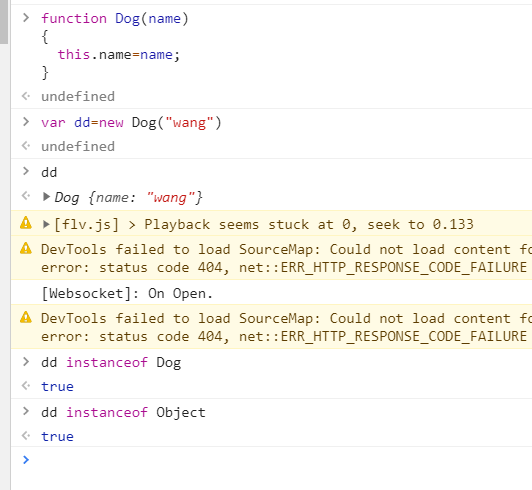 function Dog(name)
{
this.name=name;
}
undefined
var dd=new Dog("wang")
undefined
dd
Dog {name: "wang"}
[flv.js] > Playback seems stuck at 0, seek to 0.133
DevTools failed to load SourceMap: Could not load content fo
error: status code 404, net::ERR_HTTP_RESPONSE_CODE_FAILURE
[Websocket]: On Open.
DevTools failed to load SourceMap: Could not load content fo
error: status code 404, net::ERR_HTTP_RESPONSE_CODE_FAILURE
dd instanceof Dog
true
dd instanceof Object
true